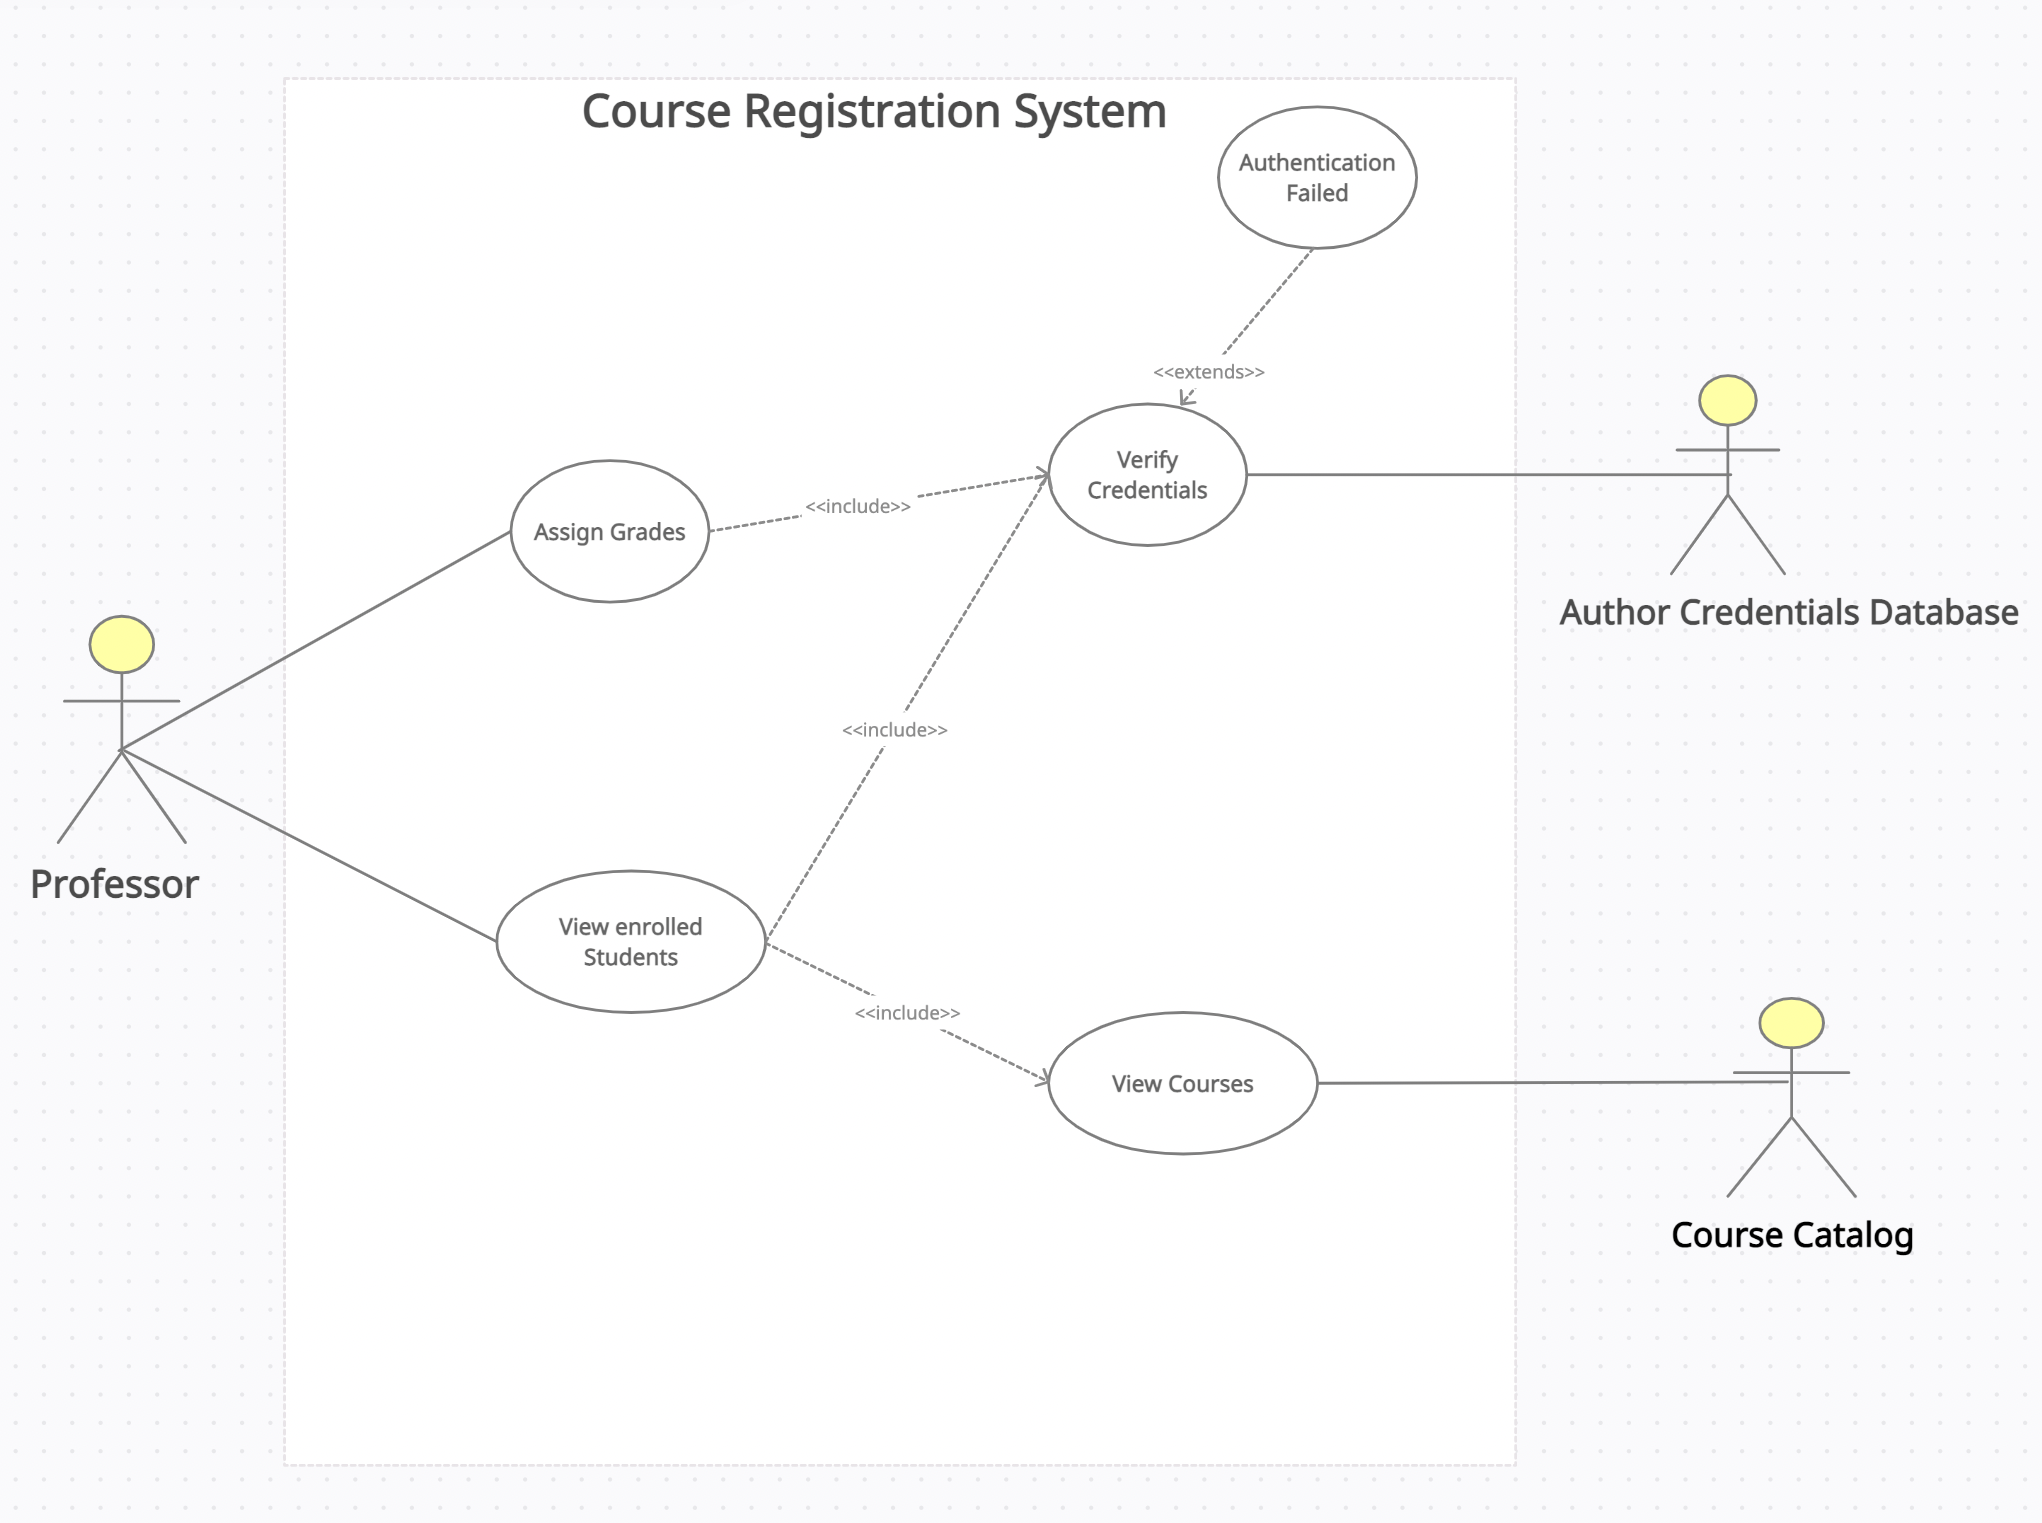 Course Registration System
Authentication
Failed
<<extends>>
Verify
Credentials
<<include>>
Assign Grades
Author Credentials Database
<<include>>
Professor
View enrolled
Students
<<include>>
View Courses
Course Catalog